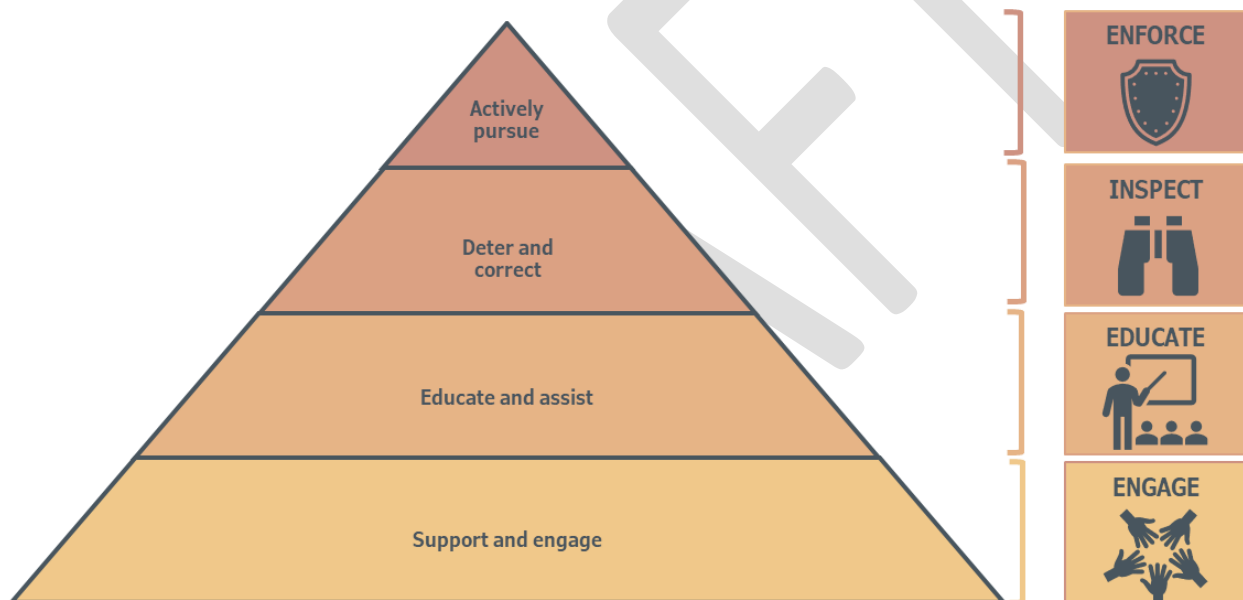 ENFORCE
Actively
pursue
INSPECT
Deter and
correct
EDUCATE
Educate and assist
ENGAGE
Support and engage